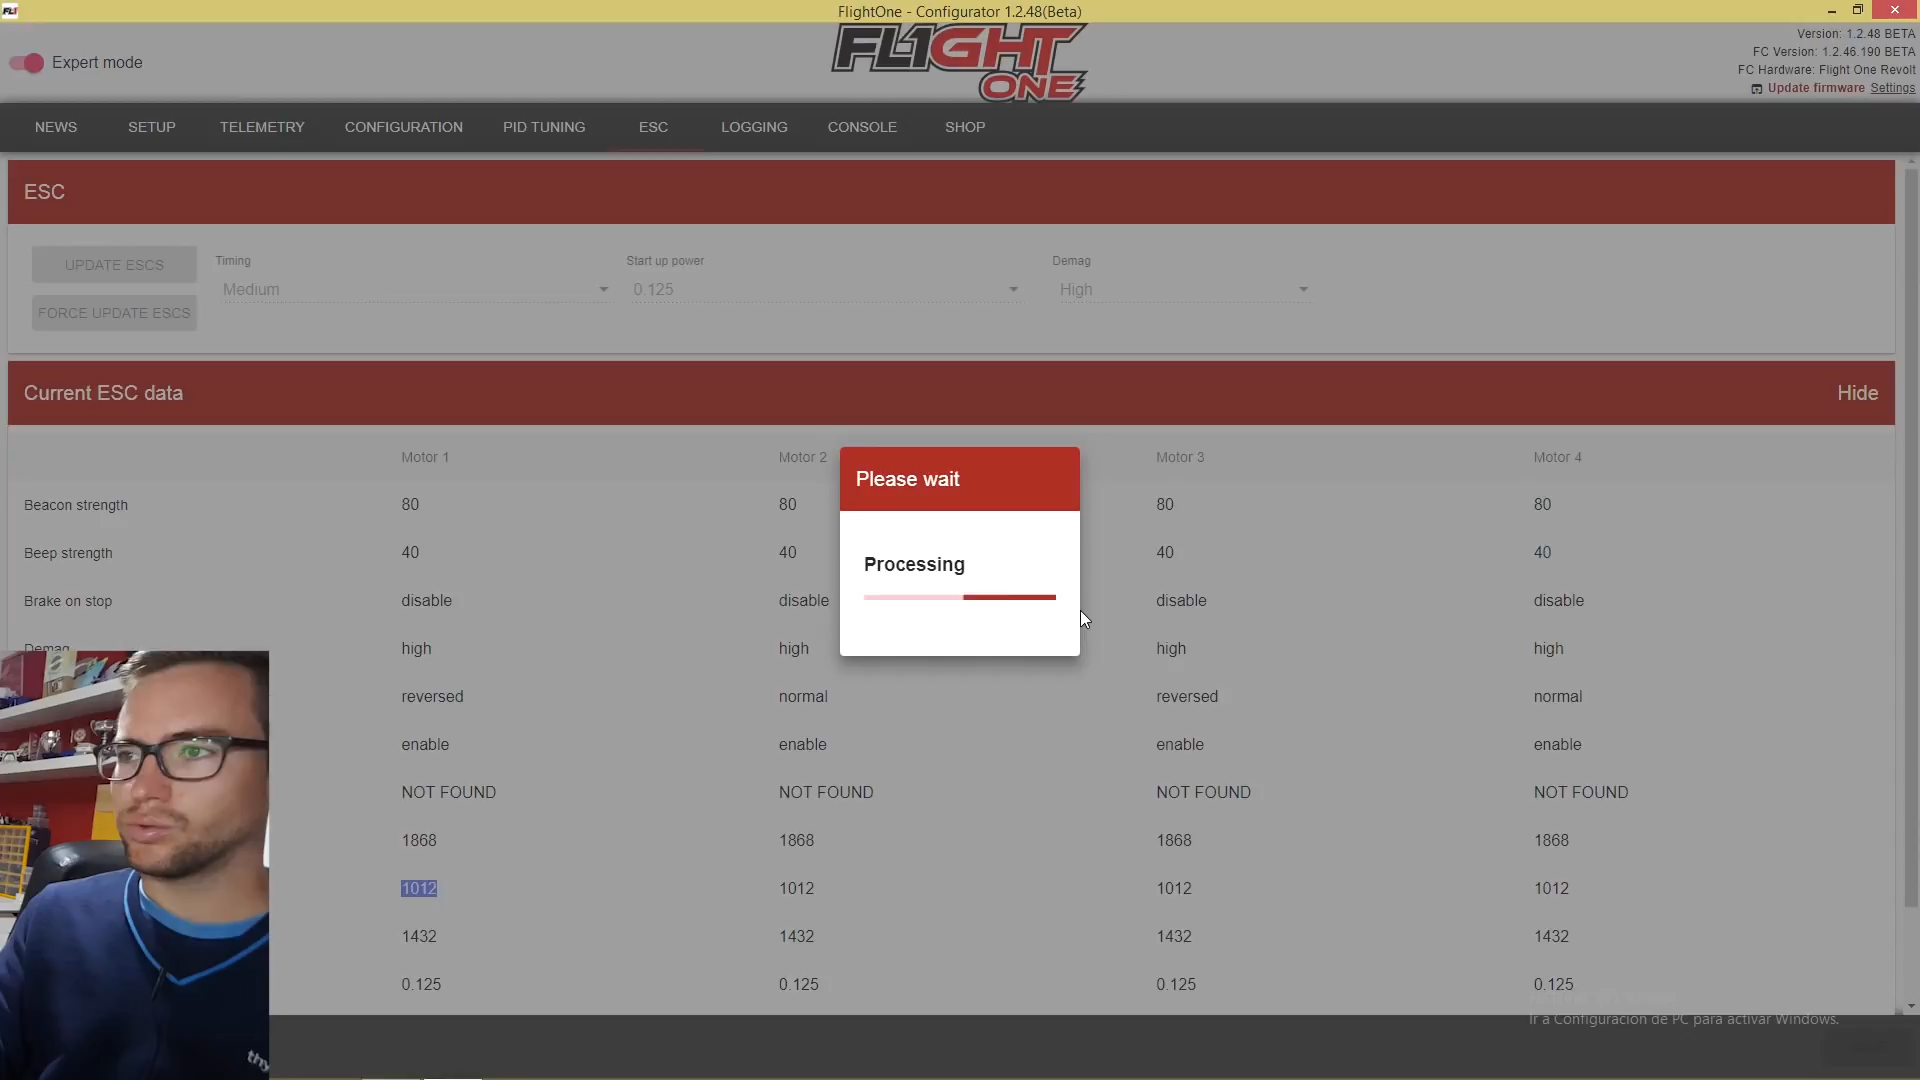 FlightOne - Configurator 1.2.48(Beta)
Expert mode
FLIGHT
ONE
Version: 1.2.48 BETA
FC Version: 1.2.46.190 BETA
FC Hardware: Flight One Revolt
Update firmware Settings
NEWS SETUP TELEMETRY CONFIGURATION PID TUNING ESC LOGGING CONSOLE SHOP
ESC
UPDATE ESCS
FORCE UPDATE ESCS
Timing
Medium
Start up power
0.125
Demag
High
Current ESC data Hide
Motor 1 Motor 2 Motor 3 Motor 4
Beacon strength 80 80 80 80
Beep strength 40 40 40 40
Brake on stop disable disable disable disable
Demag high high high high
reversed normal reversed normal
enable enable enable enable
NOT FOUND NOT FOUND NOT FOUND NOT FOUND
1868 1868 1868 1868
1012 1012 1012 1012
1432 1432 1432 1432
0.125 0.125 0.125 0.125
Please wait
Processing
Ir a Configuración de PC para activar Windows.
thy